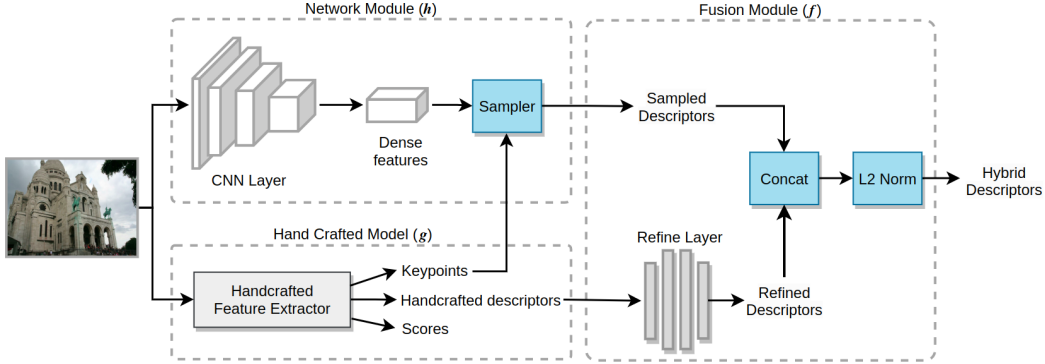 Network Module (h)
Fusion Module (f)
CNN Layer
Dense
features
Sampler
Sampled
Descriptors
Concat
L2 Norm
Hybrid
Descriptors
Hand Crafted Model (g)
Handcrafted
Feature Extractor
Keypoints
Handcrafted descriptors
Scores
Refine Layer
Refined
Descriptors